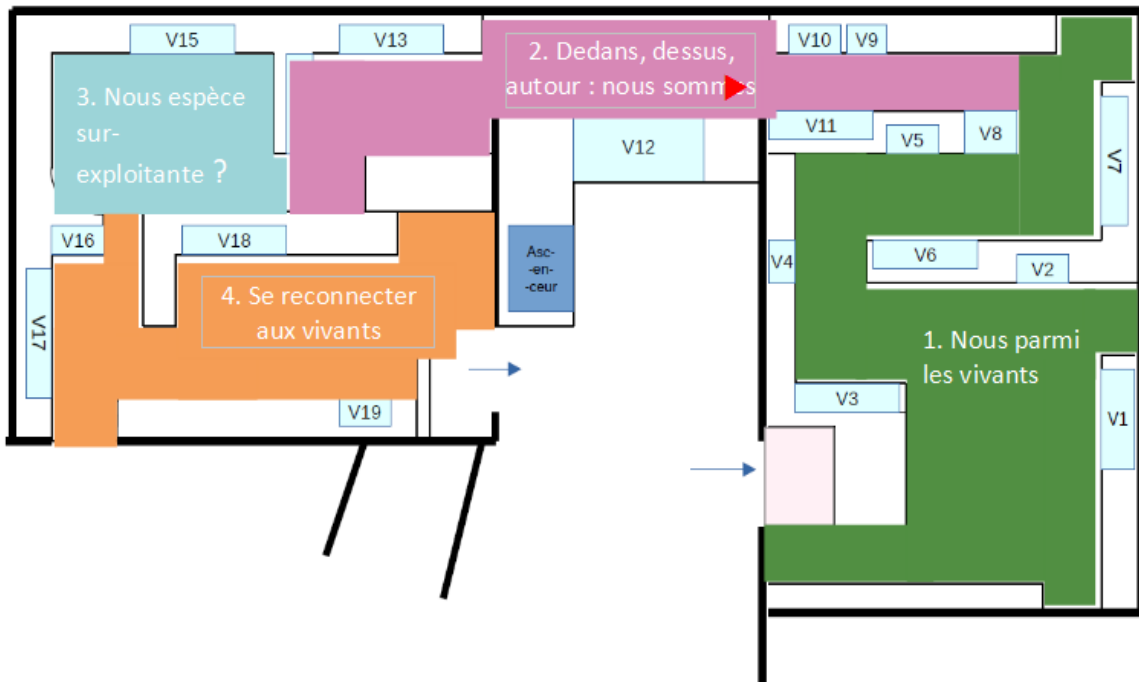 V15
V13
2. Dedans, dessus,
autour : nous sommes
V10
V9
3. Nous espèce
sur-
exploitante ?
V12
V11
V5
V8
V7
V16
V18
Asc-
-en-
-ceur
V4
V6
V2
4. Se reconnecter
aux vivants
V17
1. Nous parmi
les vivants
V3
V1
V19